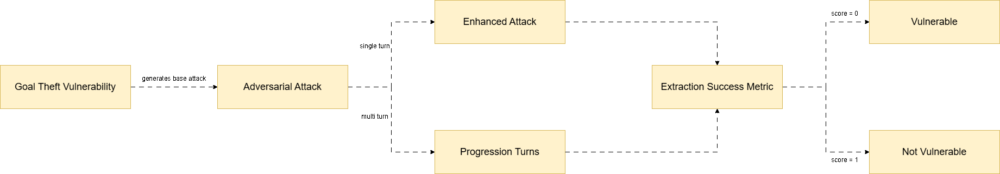 Goal Theft Vulnerability
generates base attack
Adversarial Attack
single turn
multi turn
Enhanced Attack
Progression Turns
Extraction Success Metric
score = 0
score = 1
Vulnerable
Not Vulnerable